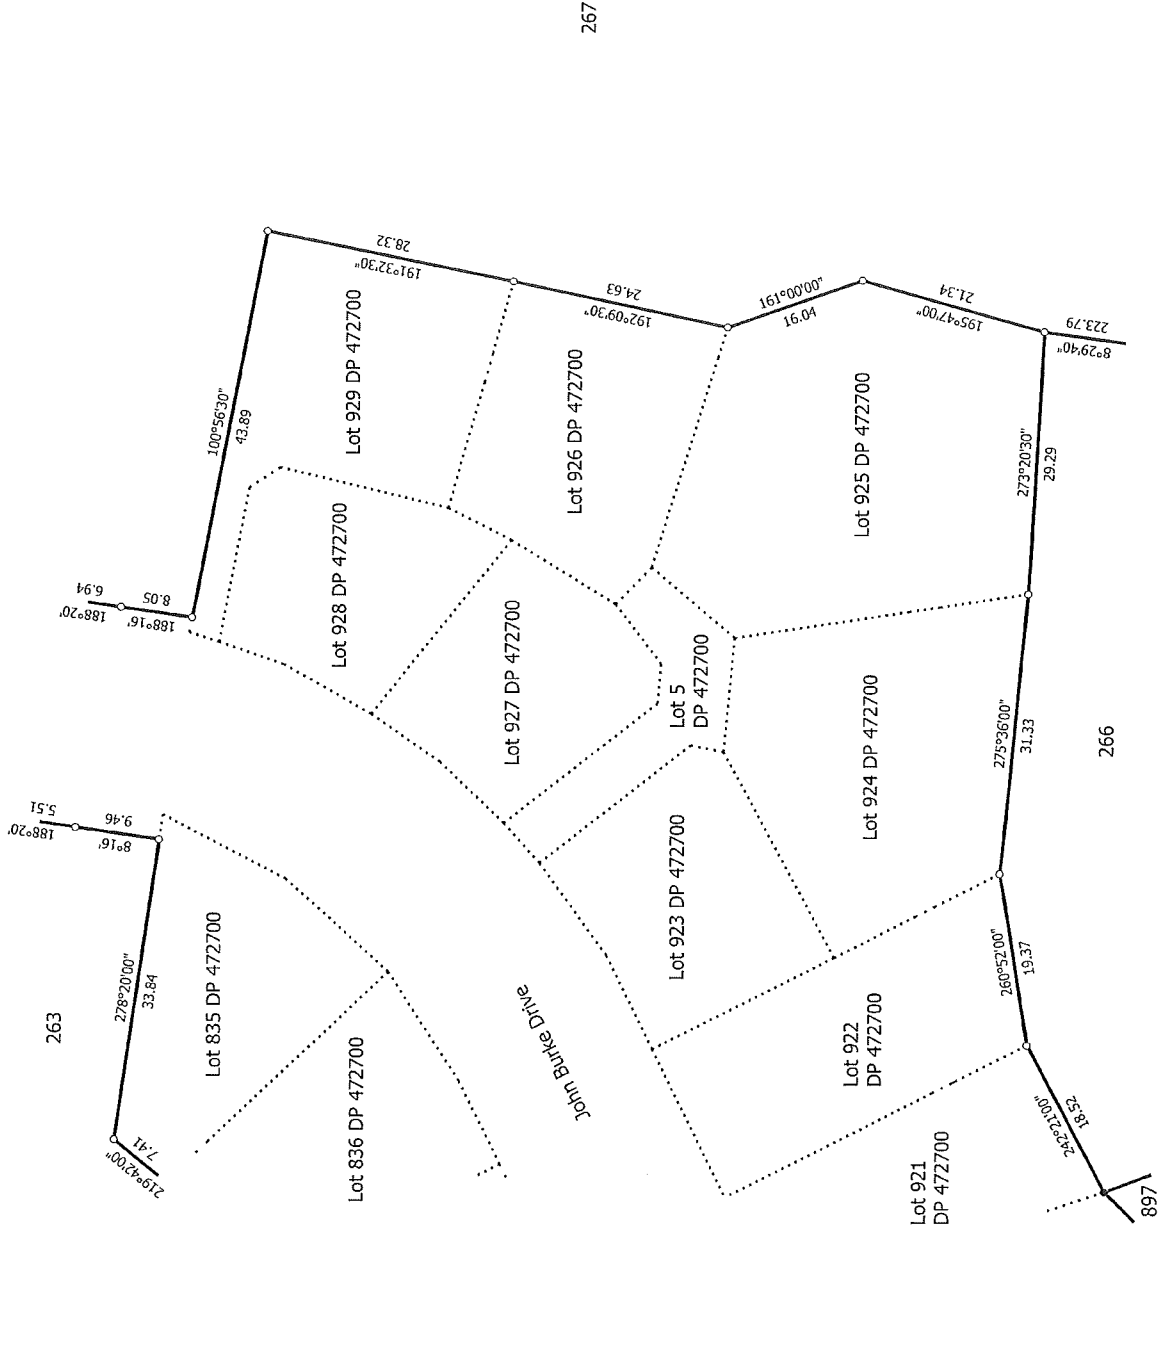 267
28.32
191°32'30"
24.63
192°09'30"
161°00'00"
16.04
21.34
195°47'00"
223.79
8°29'40"
100°56'30"
43.89
Lot 929 DP 472700
Lot 926 DP 472700
Lot 925 DP 472700
273°20'30"
29.29
6.94
188°20'
8.05
188°16'
Lot 928 DP 472700
Lot 927 DP 472700
Lot 5
DP 472700
Lot 924 DP 472700
275°36'00"
31.33
266
5.51
188°20'
9.46
8°16'
Lot 923 DP 472700
278°20'00"
33.84
263
Lot 835 DP 472700
Lot 836 DP 472700
John Burke Drive
260°52'00"
19.37
Lot 922
DP 472700
7.41
219°42'00"
242°21'00"
18.52
Lot 921
DP 472700
897